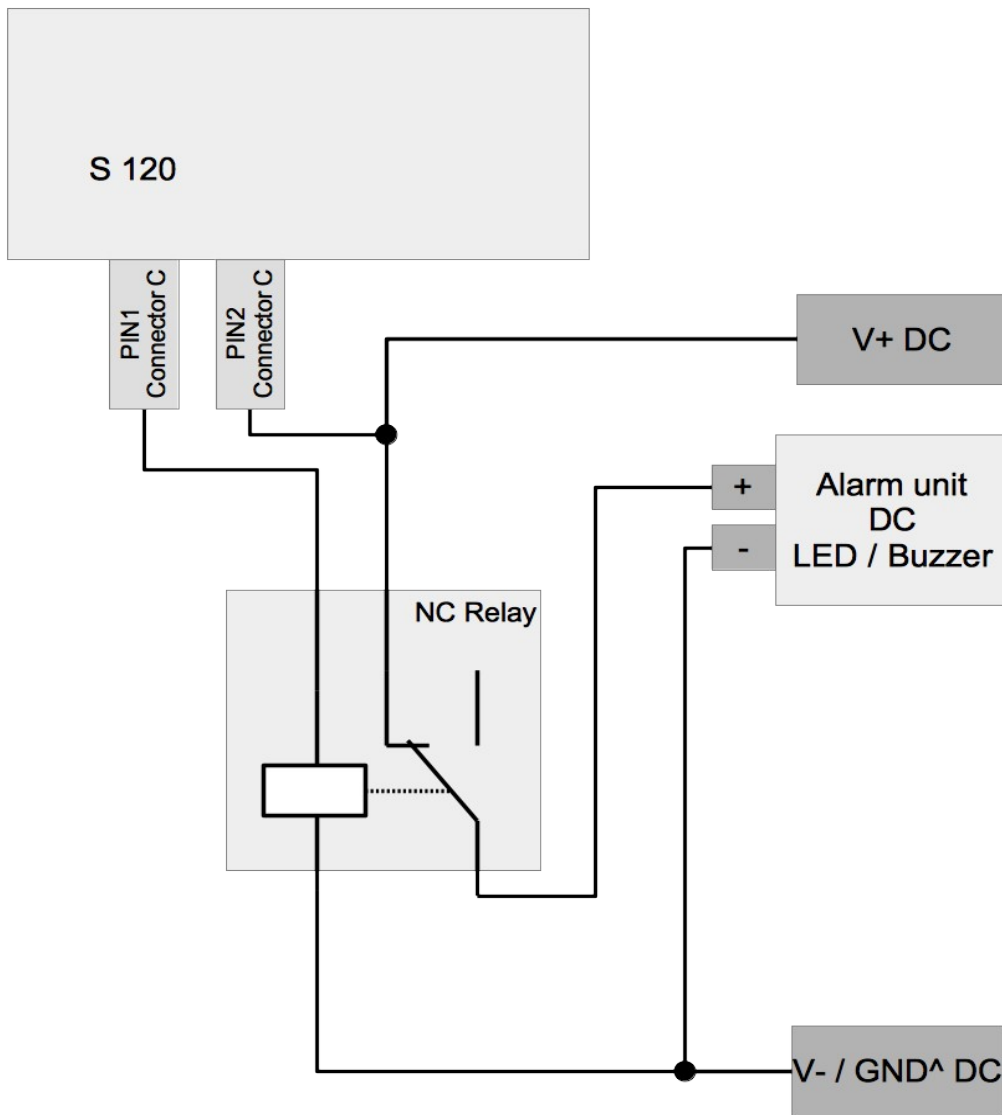 S 120
PIN1
Connector C
PIN2
Connector C
V+ DC
+
-
Alarm unit
DC
LED / Buzzer
NC Relay
V- / GND^ DC